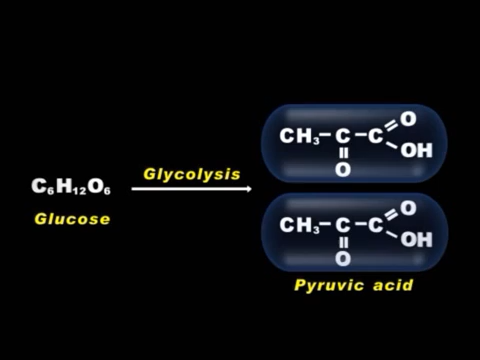 C₆H₁₂O₆
Glucose
Glycolysis
CH₃–C–C
O
OH
O
CH₃–C–C
O
OH
O
Pyruvic acid